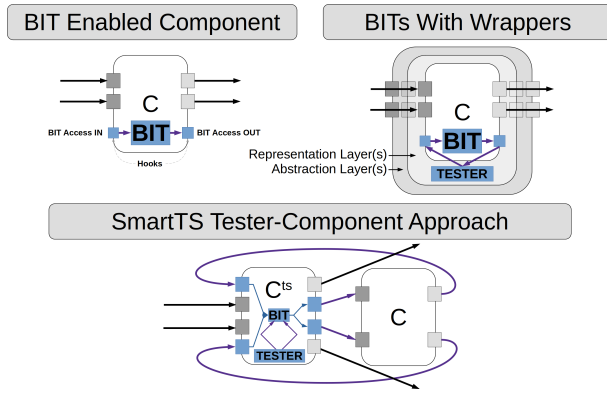 BIT Enabled Component
BITs With Wrappers
C
BIT Access IN
BIT
BIT Access OUT
Hooks
C
BIT
TESTER
Representation Layer(s)
Abstraction Layer(s)
SmartTS Tester-Component Approach
Cts
BIT
TESTER
C